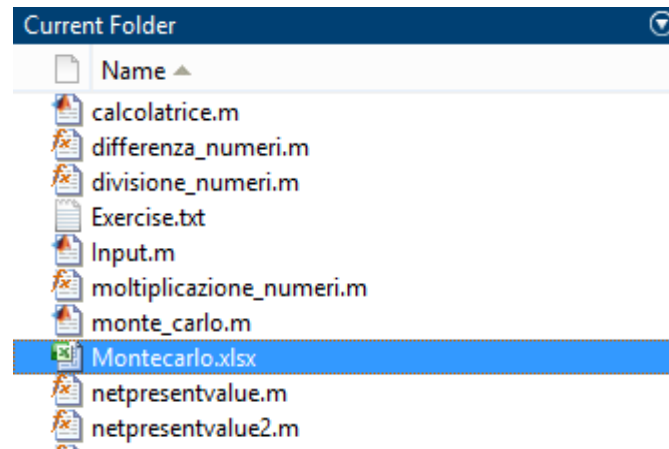 Current Folder
Name
calcolatrice.m
differenza_numeri.m
divisione_numeri.m
Exercise.txt
Input.m
moltiplicazione_numeri.m
monte_carlo.m
Montecarlo.xlsx
netpresentvalue.m
netpresentvalue2.m